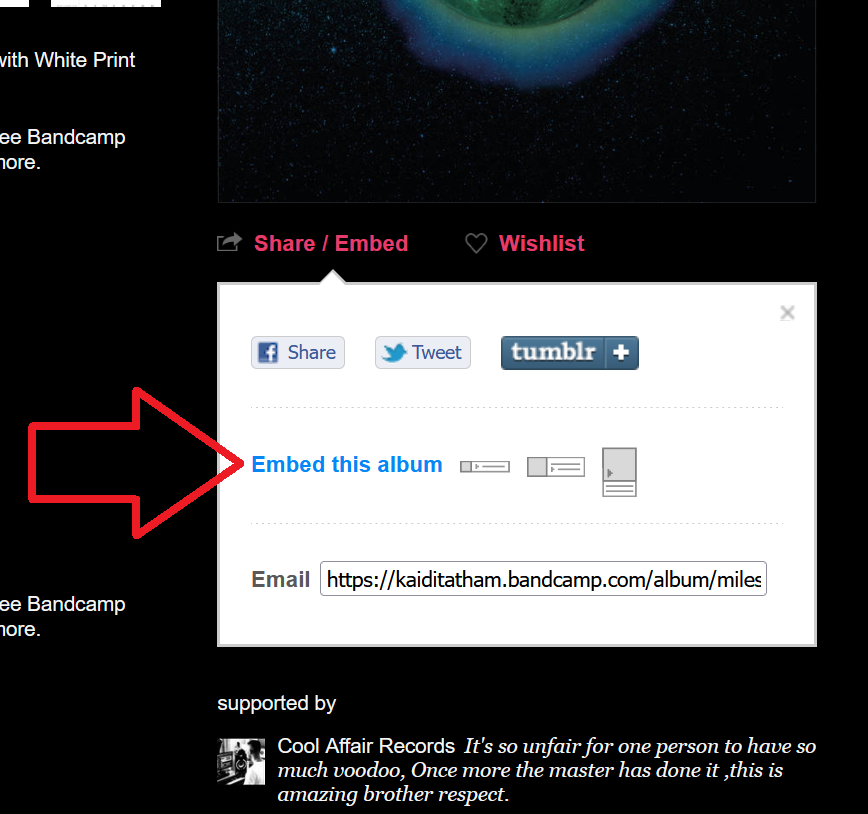 with White Print
ee Bandcamp
more.
Share / Embed
Wishlist
Share
Tweet
tumblr +
Embed this album
Email
https://kaiditatham.bandcamp.com/album/miles
ee Bandcamp
more.
supported by
Cool Affair Records It's so unfair for one person to have so
much voodoo, Once more the master has done it ,this is
amazing brother respect.